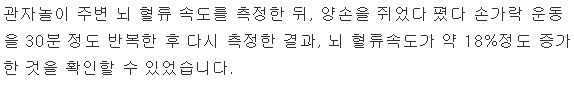 관자놀이 주변 뇌 혈류 속도를 측정한 뒤, 양손을 쥐었다 폈다 손가락 운동
을 30분 정도 반복한 후 다시 측정한 결과, 뇌 혈류속도가 약 18%정도 증가
한 것을 확인할 수 있었습니다.